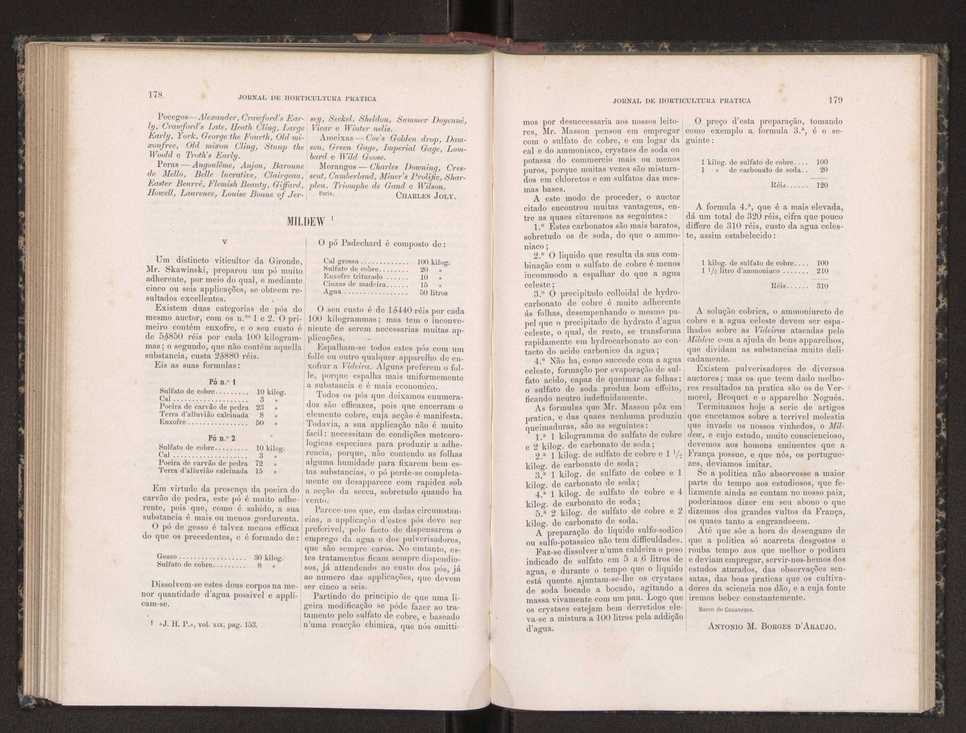 178
JORNAL DE HORTICULTURA PRATICA
Pecegos—Alexander, Crawford's Ear-
ly, Crawford's Late, Heath Cling, Large
Early, York, George the Fourth, Old mi-
xonfree, Old mixon Cling, Stump the
World e Troth's Early.
Peras — Angoulême, Anjou, Baronne
de Mello, Belle lucrative, Clairgeau,
Easter Beurré, Flemish Beauty, Giffard,
Howell, Lawrence, Louise Bonne of Jer-
sey, Seckel, Sheldon, Summer Doyenné,
Vicar e Winter nelis.
Ameixas — Coe's Golden drop, Dam-
son, Green Gage, Imperial Gage, Lom-
bard e Wild Goose.
Morangos — Charles Downing, Cres-
sent, Cumberland, Miner's Prolific, Shar-
pless, Triomphe de Gand e Wilson.
Paris.
CHARLES JOLY.
MILDEW 1
V
Um distincto viticultor da Gironde,
Mr. Skawinski, preparou um pó muito
adherente, por meio do qual, e mediante
cinco ou seis applicações, se obteem re-
sultados excellentes.
Existem duas categorias de pós do
mesmo auctor, com os n.os 1 e 2. O pri-
meiro contém enxofre, e o seu custo é
de 5$850 réis por cada 100 kilogram-
mas; o segundo, que não contém aquella
substancia, custa 2$880 réis.
Eis as suas formulas:
Pó n.º 1
Sulfato de cobre......... 10 kilog.
Cal .................... 3 »
Poeira de carvão de pedra 23 »
Terra d'alluvião calcinada 8 »
Enxofre................ 50 »
Pó n.º 2
Sulfato de cobre......... 10 kilog.
Cal .................... 3 »
Poeira de carvão de pedra 72 »
Terra d'alluvião calcinada 15 »
Em virtude da presença da poeira do
carvão de pedra, este pó é muito adhe-
rente, pois que, como é sabido, a sua
substancia é mais ou menos gordurenta.
O pó de gesso é talvez menos efficaz
do que os precedentes, e é formado de:
Gesso.................. 30 kilog.
Sulfato de cobre......... 8 »
Dissolvem-se estes dous corpos na me-
nor quantidade d'agua possivel e appli-
cam-se.
1 «J. H. P.», vol. XIX, pag. 153.
O pó Padechard é composto de:
Cal grossa ............. 100 kilog.
Sulfato de cobre........ 20 »
Enxofre triturado ....... 10 »
Cinzas de madeira...... 15 »
Agua .................. 50 litros
O seu custo é de 1$440 réis por cada
100 kilogrammas; mas tem o inconve-
niente de serem necessarias muitas ap-
plicações.
Espalham-se todos estes pós com um
folle ou outro qualquer apparelho de en-
xofrar a Videira. Alguns preferem o fol-
le, porque espalha mais uniformemente
a substancia e é mais economico.
Todos os pós que deixamos enumera-
dos são efficazes, pois que encerram o
elemento cobre, cuja acção é manifesta.
Todavia, a sua applicação não é muito
facil: necessitam de condições meteoro-
logicas especiaes para produzir a adhe-
rencia, porque, não contendo as folhas
alguma humidade para fixarem bem es-
tas substancias, o pó perde-se completa-
mente ou desapparece com rapidez sob
a acção da secca, sobretudo quando ha
vento.
Parece-nos que, em dadas circumstan-
cias, a applicação d'estes pós deve ser
preferivel, pelo facto de dispensarem o
emprego da agua e dos pulverisadores,
que são sempre caros. No entanto, es-
tes tratamentos ficam sempre dispendio-
sos, já attendendo ao custo dos pós, já
ao numero das applicações, que devem
ser cinco a seis.
Partindo do principio de que uma li-
geira modificação se póde fazer ao tra-
tamento pelo sulfato de cobre, e baseado
n'uma reacção chimica, que nós omitti-
JORNAL DE HORTICULTURA PRATICA
179
mos por desnecessaria aos nossos leito-
res, Mr. Masson pensou em empregar
com o sulfato de cobre, e em logar da
cal e do ammoniaco, crystaes de soda ou
potassa do commercio mais ou menos
puros, porque muitas vezes são mistura-
dos em chloretos e em sulfatos das mes-
mas bases.
A este modo de proceder, o auctor
citado encontrou muitas vantagens, en-
tre as quaes citaremos as seguintes:
1.ª Estes carbonatos são mais baratos,
sobretudo os de soda, do que o ammo-
niaco;
2.ª O liquido que resulta da sua com-
binação com o sulfato de cobre é menos
incommodo a espalhar do que a agua
celeste;
3.ª O precipitado colloidal de hydro-
carbonato de cobre é muito adherente
ás folhas, desempenhando o mesmo pa-
pel que o precipitado de hydrato d'agua
celeste, o qual, de resto, se transforma
rapidamente em hydrocarbonato ao con-
tacto do acido carbonico da agua;
4.ª Não ha, como succede com a agua
celeste, formação por evaporação de sul-
fato acido, capaz de queimar as folhas:
o sulfato de soda produz bom effeito,
ficando neutro indefinidamente.
As formulas que Mr. Masson põz em
pratica, e das quaes nenhuma produziu
queimaduras, são as seguintes:
1.ª 1 kilogramma de sulfato de cobre
e 2 kilog. de carbonato de soda;
2.ª 1 kilog. de sulfato de cobre e 1 1/2
kilog. de carbonato de soda;
3.ª 1 kilog. de sulfato de cobre e 1
kilog. de carbonato de soda;
4.ª 1 kilog. de sulfato de cobre e 4
kilog. de carbonato de soda;
5.ª 2 kilog. de sulfato de cobre e 2
kilog. de carbonato de soda.
A preparação do liquido sulfo-sodico
ou sulfo-potassico não tem difficuldades.
Faz-se dissolver n'uma caldeira o peso
indicado de sulfato em 5 a 6 litros de
agua, e durante o tempo que o liquido
está quente ajuntam-se-lhe os crystaes
de soda bocado a bocado, agitando a
massa vivamente com um pau. Logo que
os crystaes estejam bem derretidos ele-
va-se a mistura a 100 litros pela addição
d'agua.
O preço d'esta preparação, tomando
como exemplo a formula 3.ª, é o se-
guinte:
1 kilog. de sulfato de cobre.... 100
1 » de carbonato de soda.. 20
Réis...... 120
A formula 4.ª, que é a mais elevada,
dá um total de 320 réis, cifra que pouco
differe de 310 réis, custo da agua celes-
te, assim estabelecido:
1 kilog. de sulfato de cobre.... 100
1 1/2 litro d'ammoniaco ....... 210
Réis...... 310
A solução cobrica, o ammoniureto de
cobre e a agua celeste devem ser espa-
lhados sobre as Videiras atacadas pelo
Mildew com a ajuda de bons apparelhos,
que dividam as substancias muito deli-
cadamente.
Existem pulverisadores de diversos
auctores; mas os que teem dado melho-
res resultados na pratica são os de Ver-
morel, Broquet e o apparelho Noguès.
Terminamos hoje a serie de artigos
que encetamos sobre a terrivel molestia
que invade os nossos vinhedos, o Mil-
dew, e cujo estudo, muito consciencioso,
devemos aos homens eminentes que a
França possue, e que nós, os portugue-
zes, deviamos imitar.
Se a politica não absorvesse a maior
parte do tempo aos estudiosos, que fe-
lizmente ainda se contam no nosso paiz,
poderiamos dizer em seu abono o que
dizemos dos grandes vultos da França,
os quaes tanto a engrandecem.
Até que sôe a hora do desengano de
que a politica só acarreta desgostos e
rouba tempo aos que melhor o podiam
e deviam empregar, servir-nos-hemos dos
estudos aturados, das observações sen-
satas, das boas praticas que os cultiva-
dores da sciencia nos dão, e a cuja fonte
iremos beber constantemente.
Marco de Canavezes.
ANTONIO M. BORGES D'ARAUJO.